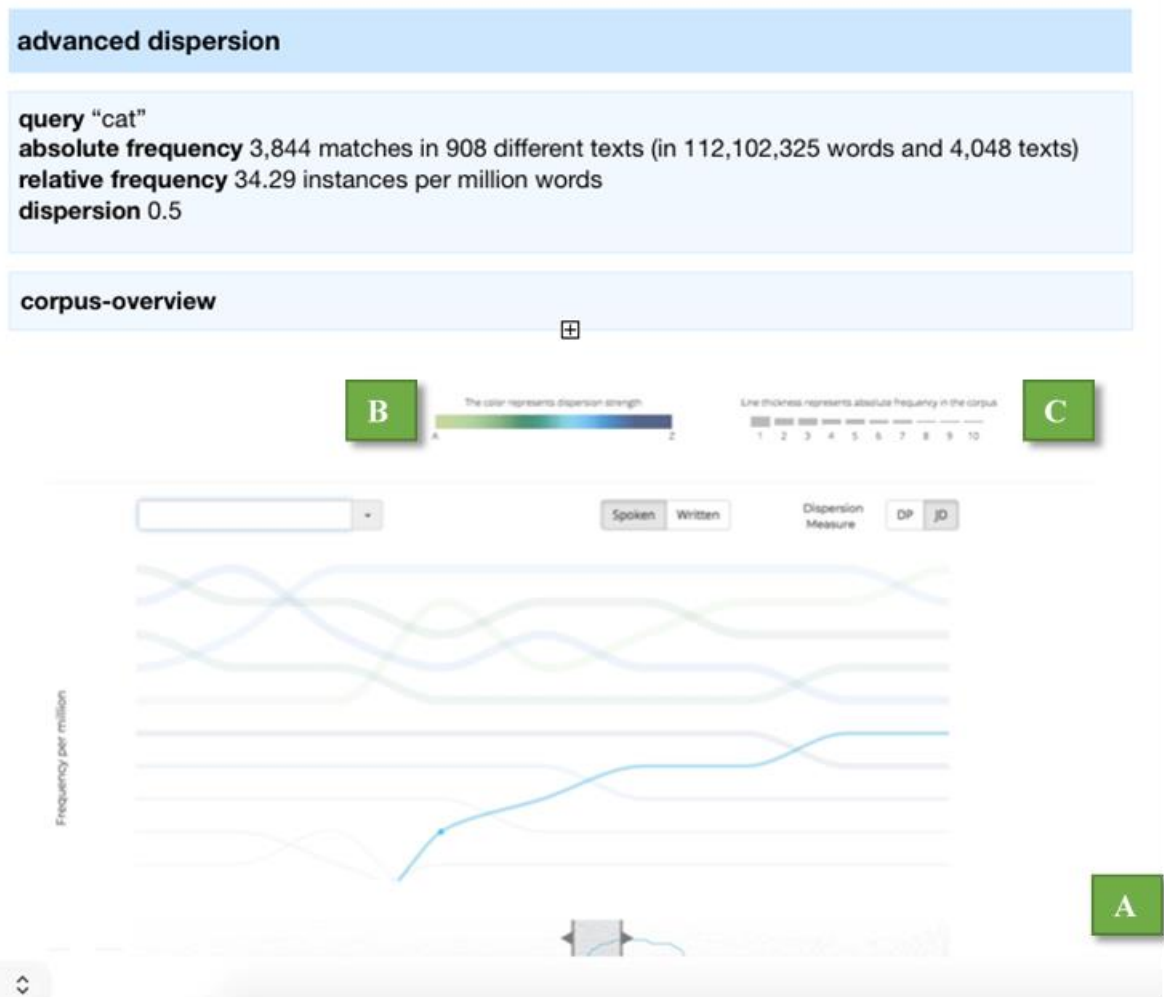 advanced dispersion
query “cat”
absolute frequency 3,844 matches in 908 different texts (in 112,102,325 words and 4,048 texts)
relative frequency 34.29 instances per million words
dispersion 0.5
corpus-overview
B
The color represents dispersion strength
A Z
Line thickness represents absolute frequency in the corpus
1 2 3 4 5 6 7 8 9 10
C
Spoken Written
Dispersion
Measure
DP JD
Frequency per million
A